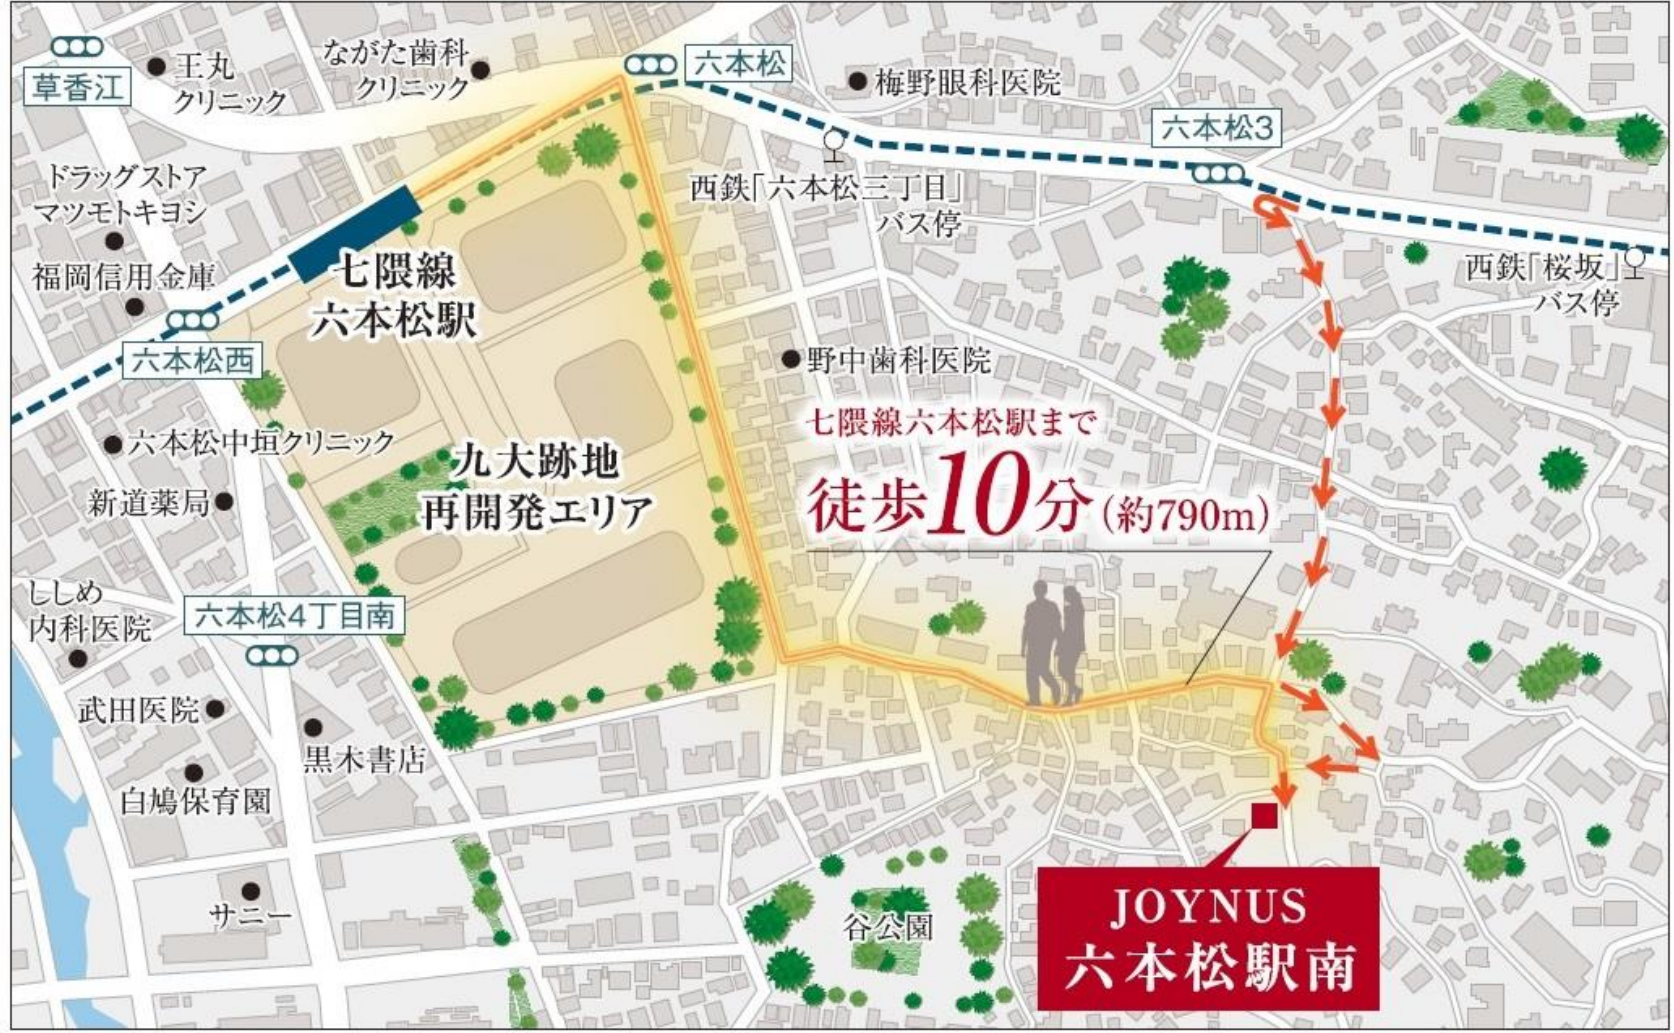 草香江
王丸
クリニック
ながた歯科
クリニック
六本松
梅野眼科医院
六本松3
ドラッグストア
マツモトキヨシ
福岡信用金庫
西鉄「六本松三丁目」
バス停
西鉄「桜坂」
バス停
七隈線
六本松駅
六本松西
野中歯科医院
六本松中垣クリニック
新道薬局
九大跡地
再開発エリア
七隈線六本松駅まで
徒歩10分(約790m)
ししめ
内科医院
六本松4丁目南
武田医院
黒木書店
白鳩保育園
サニー
谷公園
JOYNUS
六本松駅南